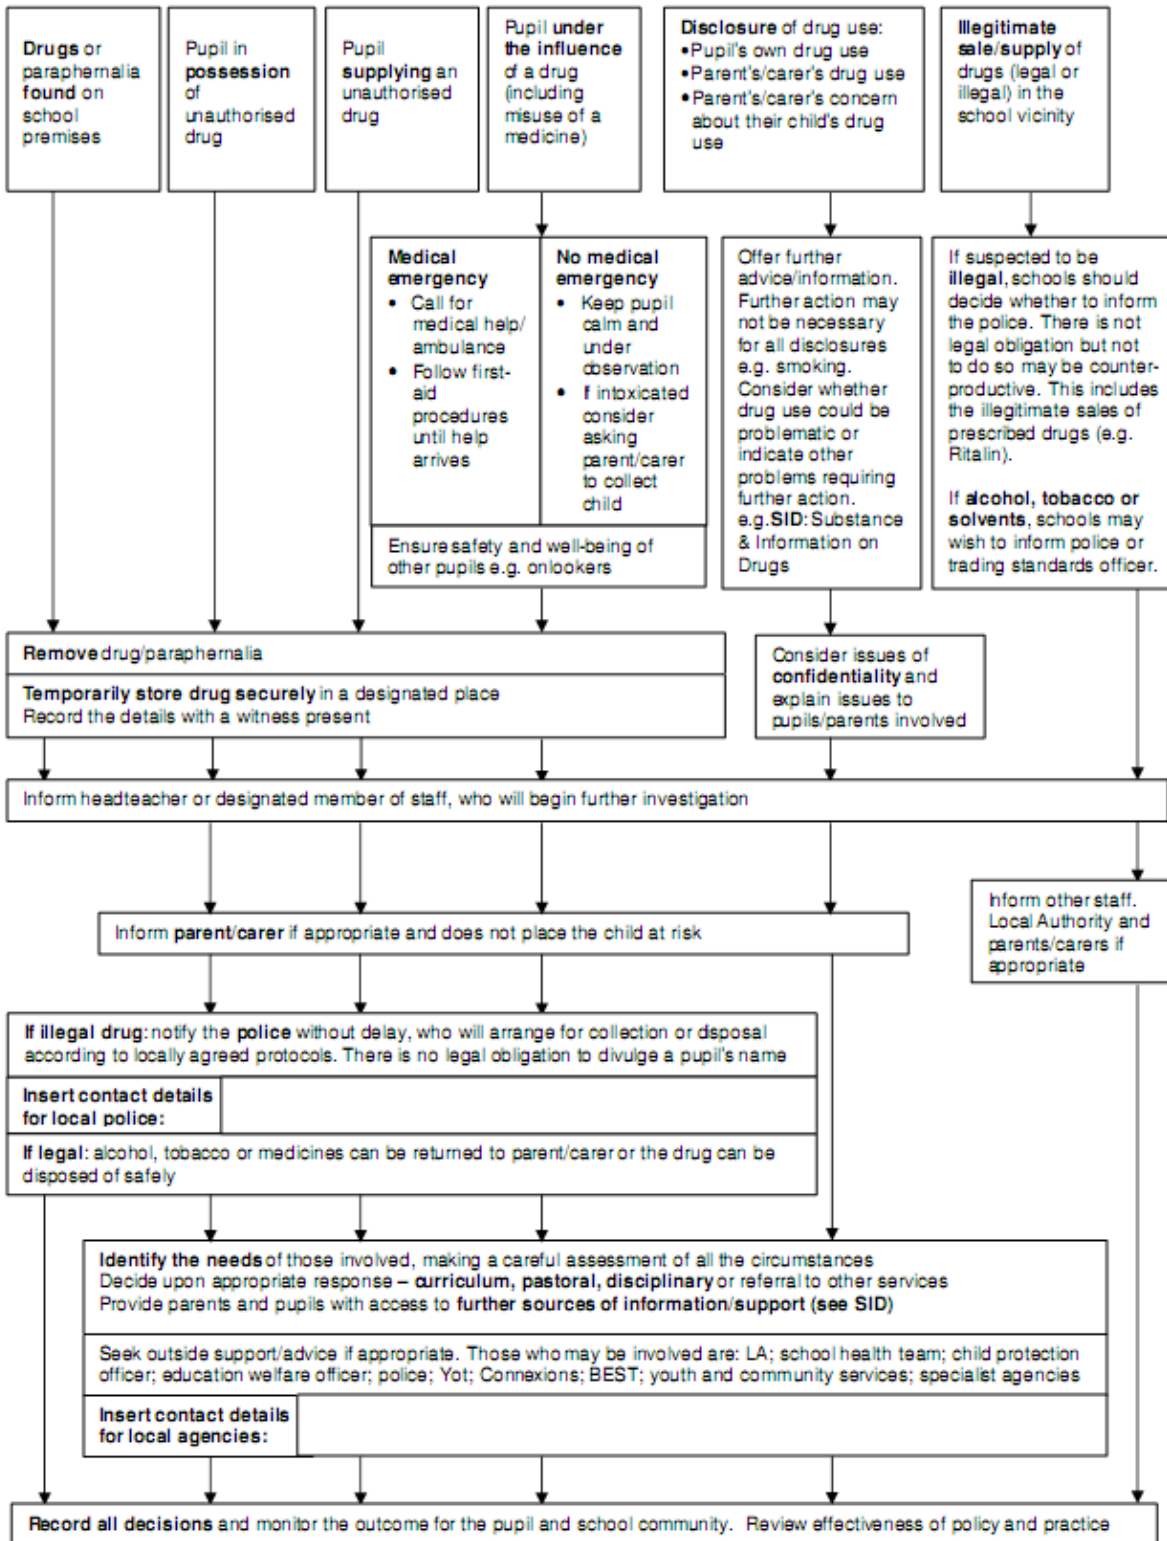 Drugs or
paraphernalia
found on
school
premises
Pupil in
possession
of
unauthorised
drug
Pupil
supplying an
unauthorised
drug
Pupil under
the influence
of a drug
(including
misuse of a
medicine)
Disclosure of drug use:
•Pupil's own drug use
•Parent's/carer's drug use
•Parent's/carer's concern
about their child's drug
use
Illegitimate
sale/supply of
drugs (legal or
illegal) in the
school vicinity
Medical
emergency
• Call for
medical help/
ambulance
• Follow first-
aid
procedures
until help
arrives
No medical
emergency
• Keep pupil
calm and
under
observation
• If intoxicated
consider
asking
parent/carer
to collect
child
Ensure safety and well-being of
other pupils e.g. onlookers
Offer further
advice/information.
Further action may
not be necessary
for all disclosures
e.g. smoking.
Consider whether
drug use could be
problematic or
indicate other
problems requiring
further action.
e.g.SID: Substance
& Information on
Drugs
If suspected to be
illegal, schools should
decide whether to inform
the police. There is not
legal obligation but not
to do so may be counter-
productive. This includes
the illegitimate sales of
prescribed drugs (e.g.
Ritalin).
If alcohol, tobacco or
solvents, schools may
wish to inform police or
trading standards officer.
Remove drug/paraphernalia
Temporarily store drug securely in a designated place
Record the details with a witness present
Consider issues of
confidentiality and
explain issues to
pupils/parents involved
Inform headteacher or designated member of staff, who will begin further investigation
Inform parent/carer if appropriate and does not place the child at risk
Inform other staff.
Local Authority and
parents/carers if
appropriate
If illegal drug: notify the police without delay, who will arrange for collection or disposal
according to locally agreed protocols. There is no legal obligation to divulge a pupil's name
Insert contact details
for local police:
If legal: alcohol, tobacco or medicines can be returned to parent/carer or the drug can be
disposed of safely
Identify the needs of those involved, making a careful assessment of all the circumstances
Decide upon appropriate response – curriculum, pastoral, disciplinary or referral to other services
Provide parents and pupils with access to further sources of information/support (see SID)
Seek outside support/advice if appropriate. Those who may be involved are: LA; school health team; child protection
officer; education welfare officer; police; Yot; Connexions; BEST; youth and community services; specialist agencies
Insert contact details
for local agencies:
Record all decisions and monitor the outcome for the pupil and school community. Review effectiveness of policy and practice